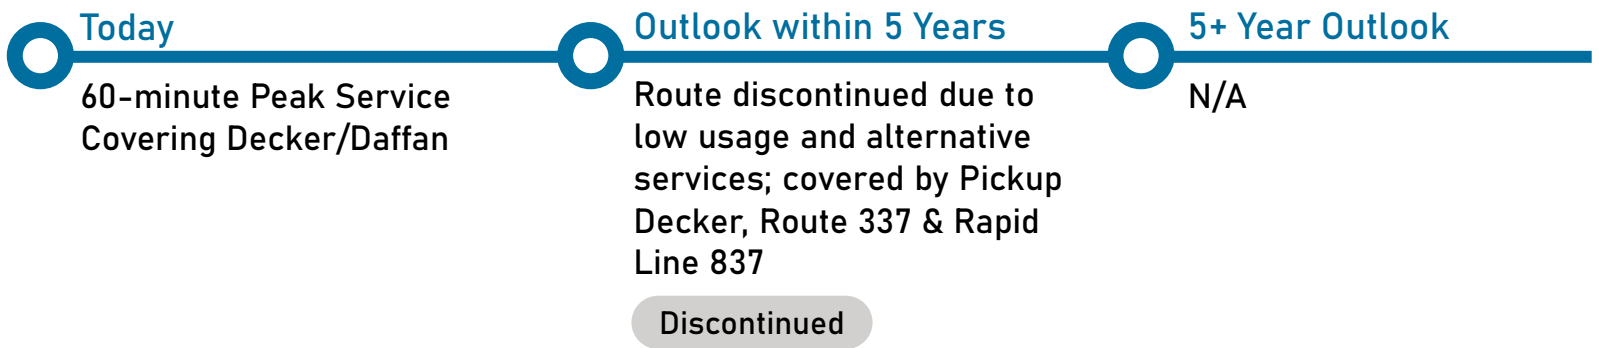 Today
60-minute Peak Service
Covering Decker/Daffan
Outlook within 5 Years
Route discontinued due to
low usage and alternative
services; covered by Pickup
Decker, Route 337 & Rapid
Line 837
Discontinued
5+ Year Outlook
N/A